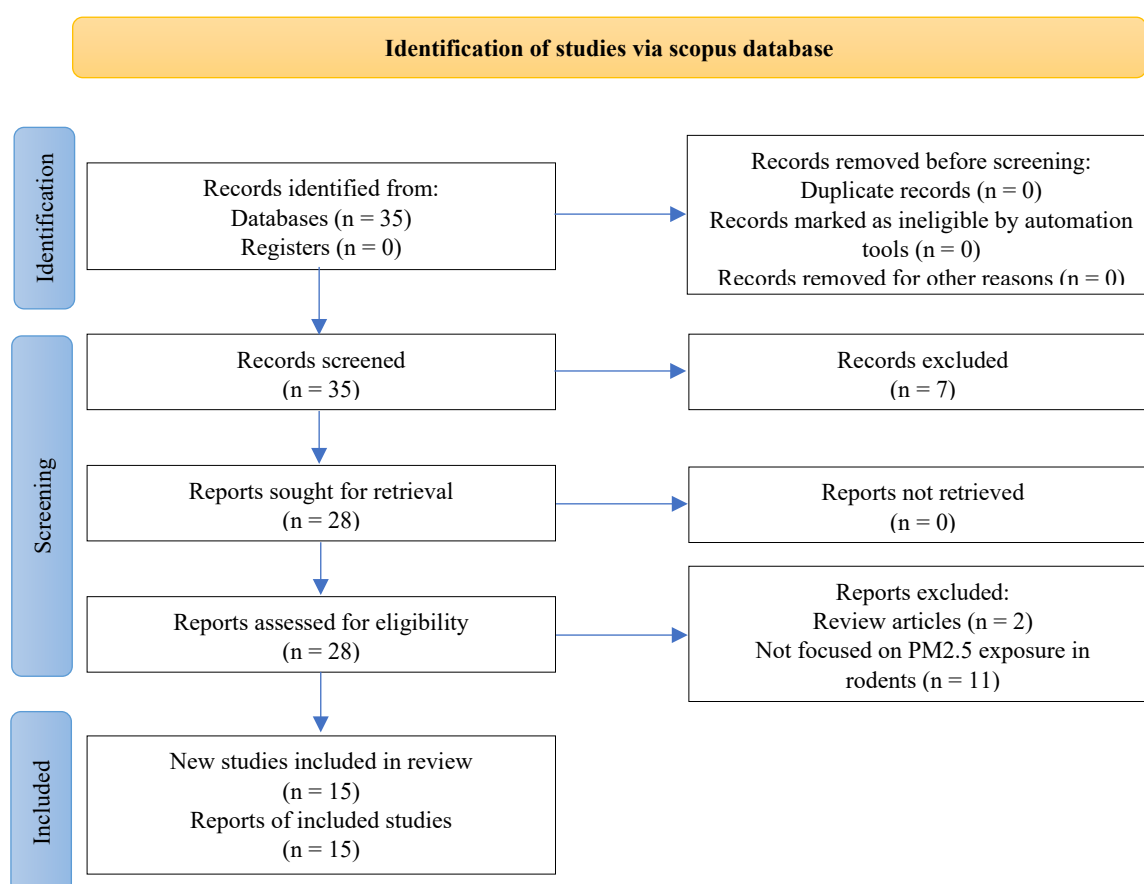 Identification of studies via scopus database
Identification
Records identified from:
Databases (n = 35)
Registers (n = 0)
Records removed before screening:
Duplicate records (n = 0)
Records marked as ineligible by automation
tools (n = 0)
Records removed for other reasons (n = 0)
Screening
Records screened
(n = 35)
Records excluded
(n = 7)
Reports sought for retrieval
(n = 28)
Reports not retrieved
(n = 0)
Reports assessed for eligibility
(n = 28)
Reports excluded:
Review articles (n = 2)
Not focused on PM2.5 exposure in
rodents (n = 11)
Included
New studies included in review
(n = 15)
Reports of included studies
(n = 15)